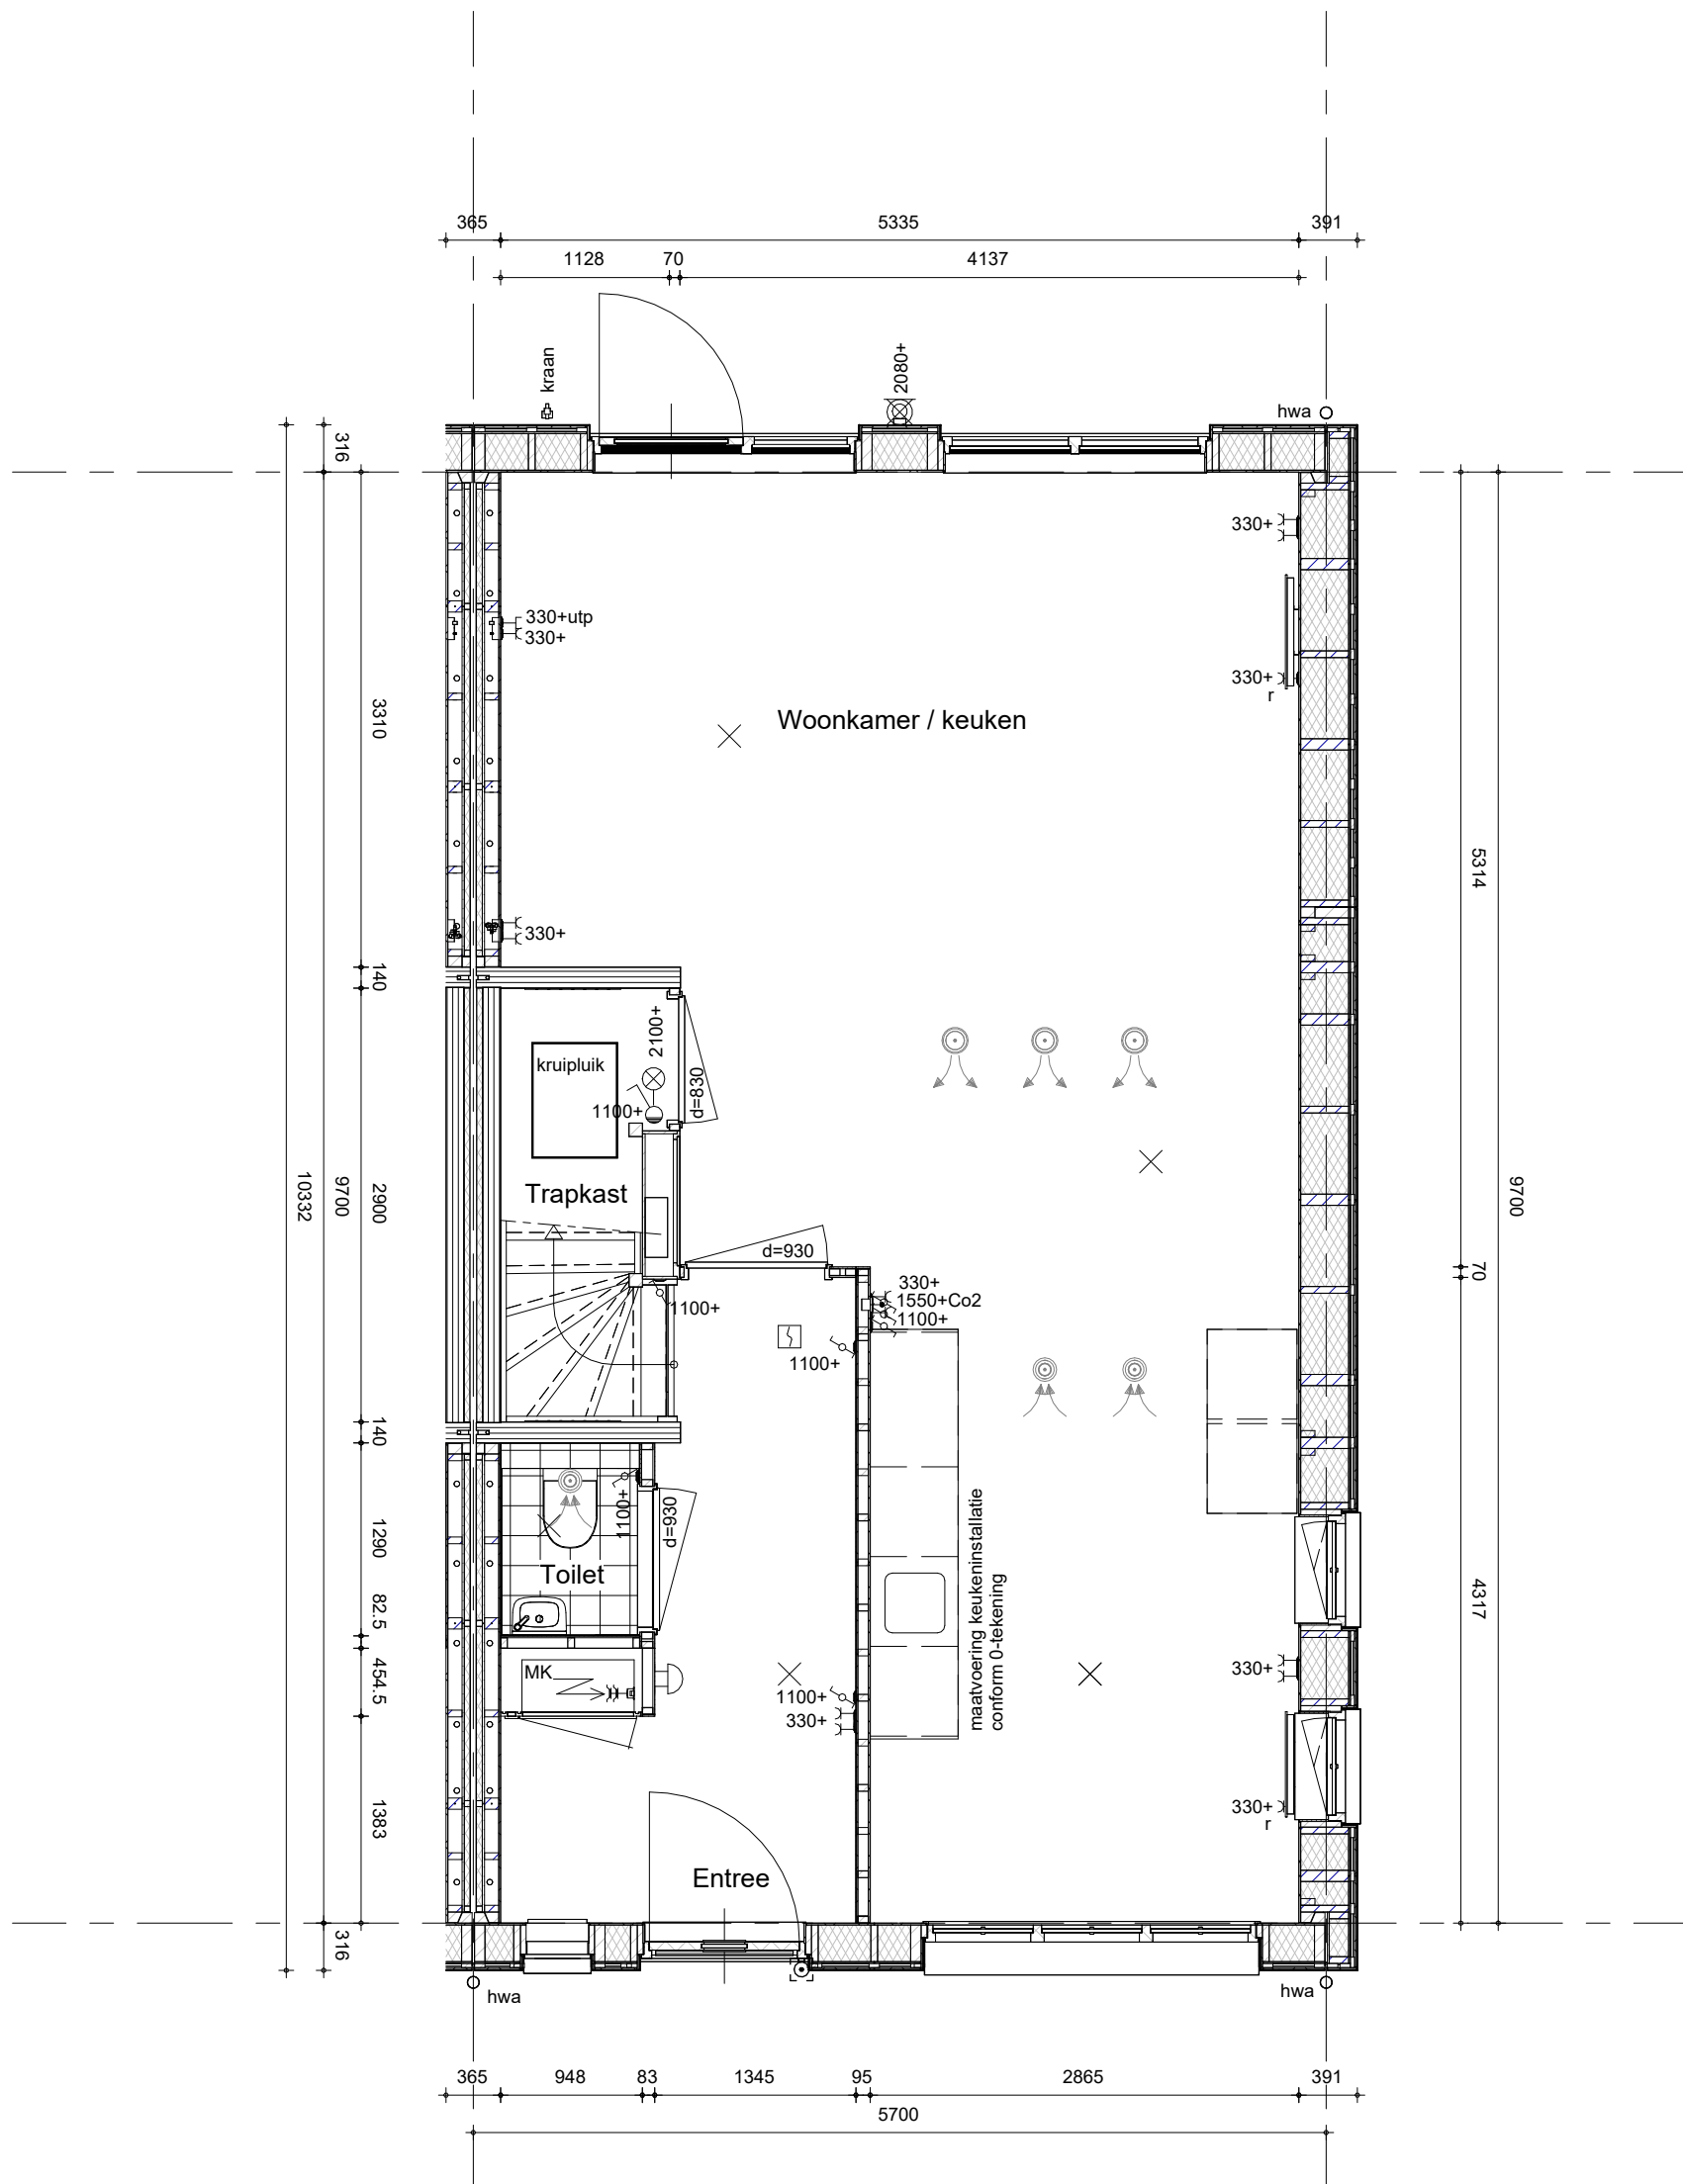 365
5335
391
1128
70
4137
kraan
2080+
hwa
316
330+
330+utp
330+
330+
r
3310
Woonkamer / keuken
5314
330+
140
2100+
kruipluik
1100+
d=830
10332
9700
2900
Trapkast
9700
d=930
70
330+
1550+Co2
1100+
1100+
1100+
140
1100+
d=930
1290
Toilet
maatvoering keukeninstallatie
conform 0-tekening
82.5
4317
454.5
MK
330+
1100+
330+
1383
330+
r
Entree
316
hwa
hwa
365
948
83
1345
95
2865
391
5700